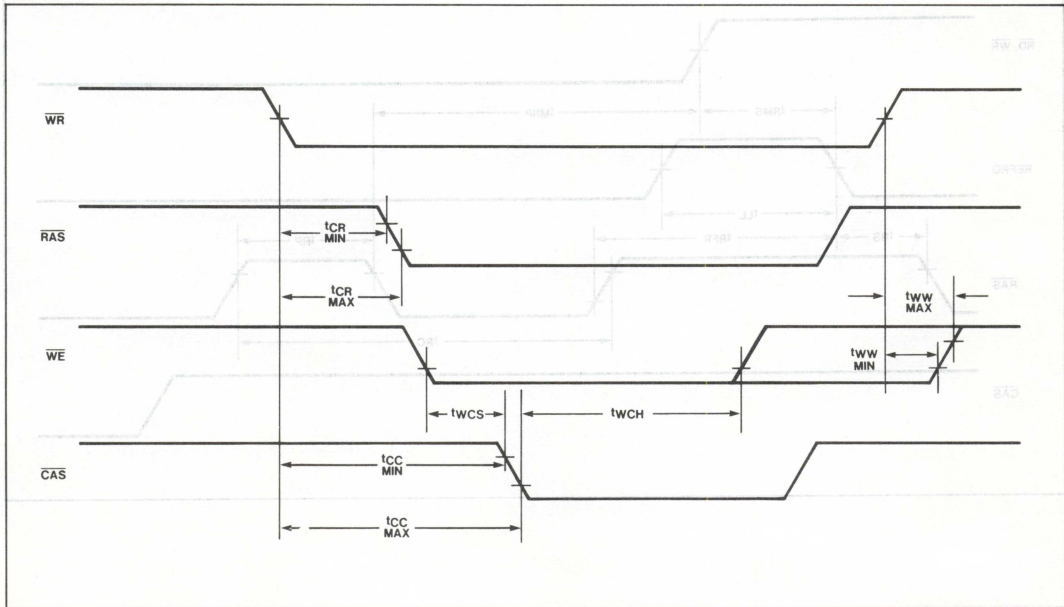 WR
RAS
tCR
MIN
tCR
MAX
tWW
MAX
WE
tWW
MIN
tWCS
tWCH
tCC
MIN
CAS
tCC
MAX